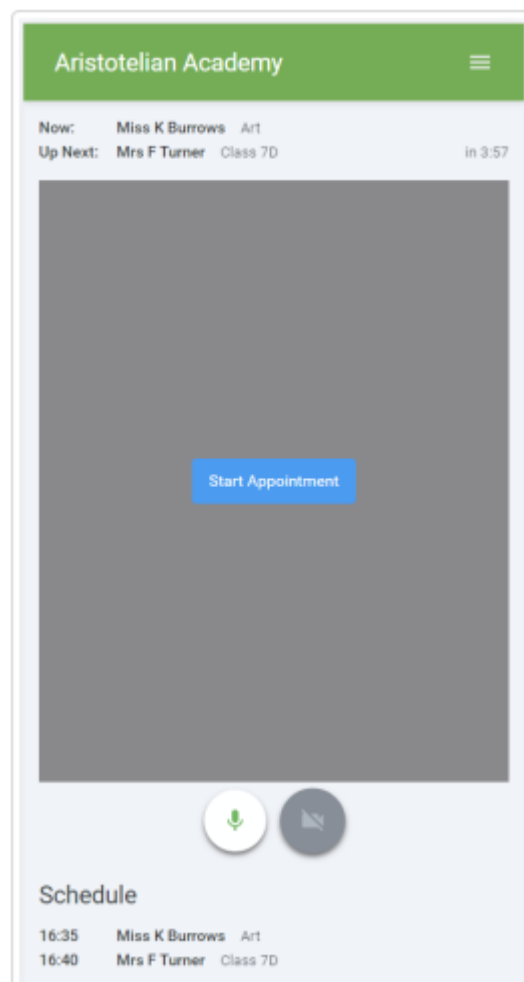 Aristotelian Academy
Now: Miss K Burrows Art
Up Next: Mrs F Turner Class 7D in 3:57
Start Appointment
Schedule
16:35 Miss K Burrows Art
16:40 Mrs F Turner Class 7D